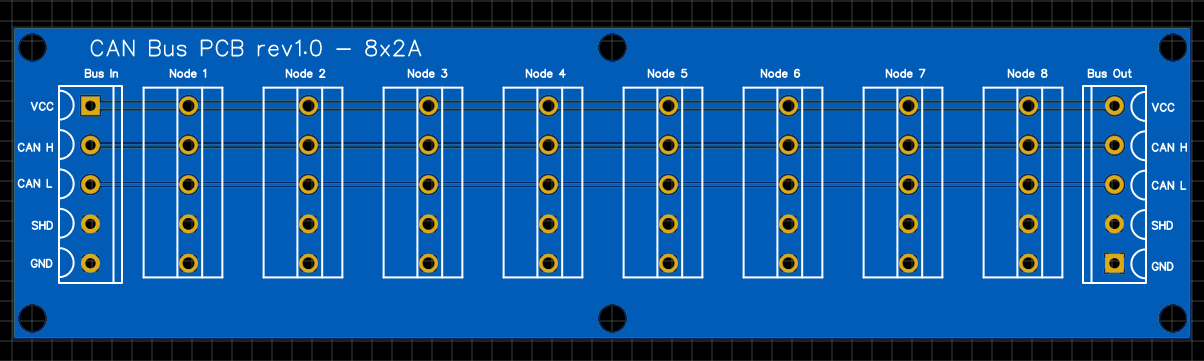 CAN Bus PCB rev1.0 - 8x2A
Bus In Node 1 Node 2 Node 3 Node 4 Node 5 Node 6 Node 7 Node 8 Bus Out
VCC VCC
CAN H CAN H
CAN L CAN L
SHD SHD
GND GND